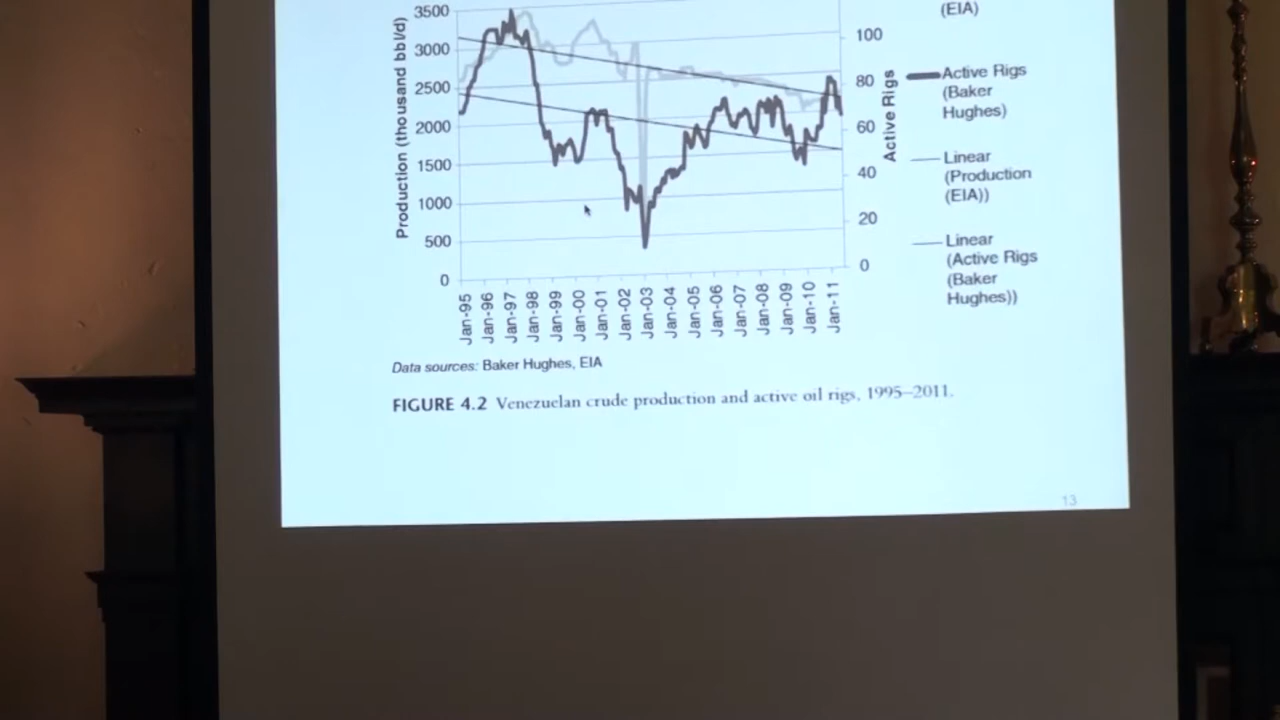 3500
3000
2500
2000
1500
1000
500
0
Production (thousand bbl/d)
100
80
60
40
20
0
Active Rigs
(EIA)
Active Rigs
(Baker
Hughes)
Linear
(Production
(EIA))
Linear
(Active Rigs
(Baker
Hughes))
Jan-95
Jan-96
Jan-97
Jan-98
Jan-99
Jan-00
Jan-01
Jan-02
Jan-03
Jan-04
Jan-05
Jan-06
Jan-07
Jan-08
Jan-09
Jan-10
Jan-11
Data sources: Baker Hughes, EIA
FIGURE 4.2 Venezuelan crude production and active oil rigs, 1995–2011.
13